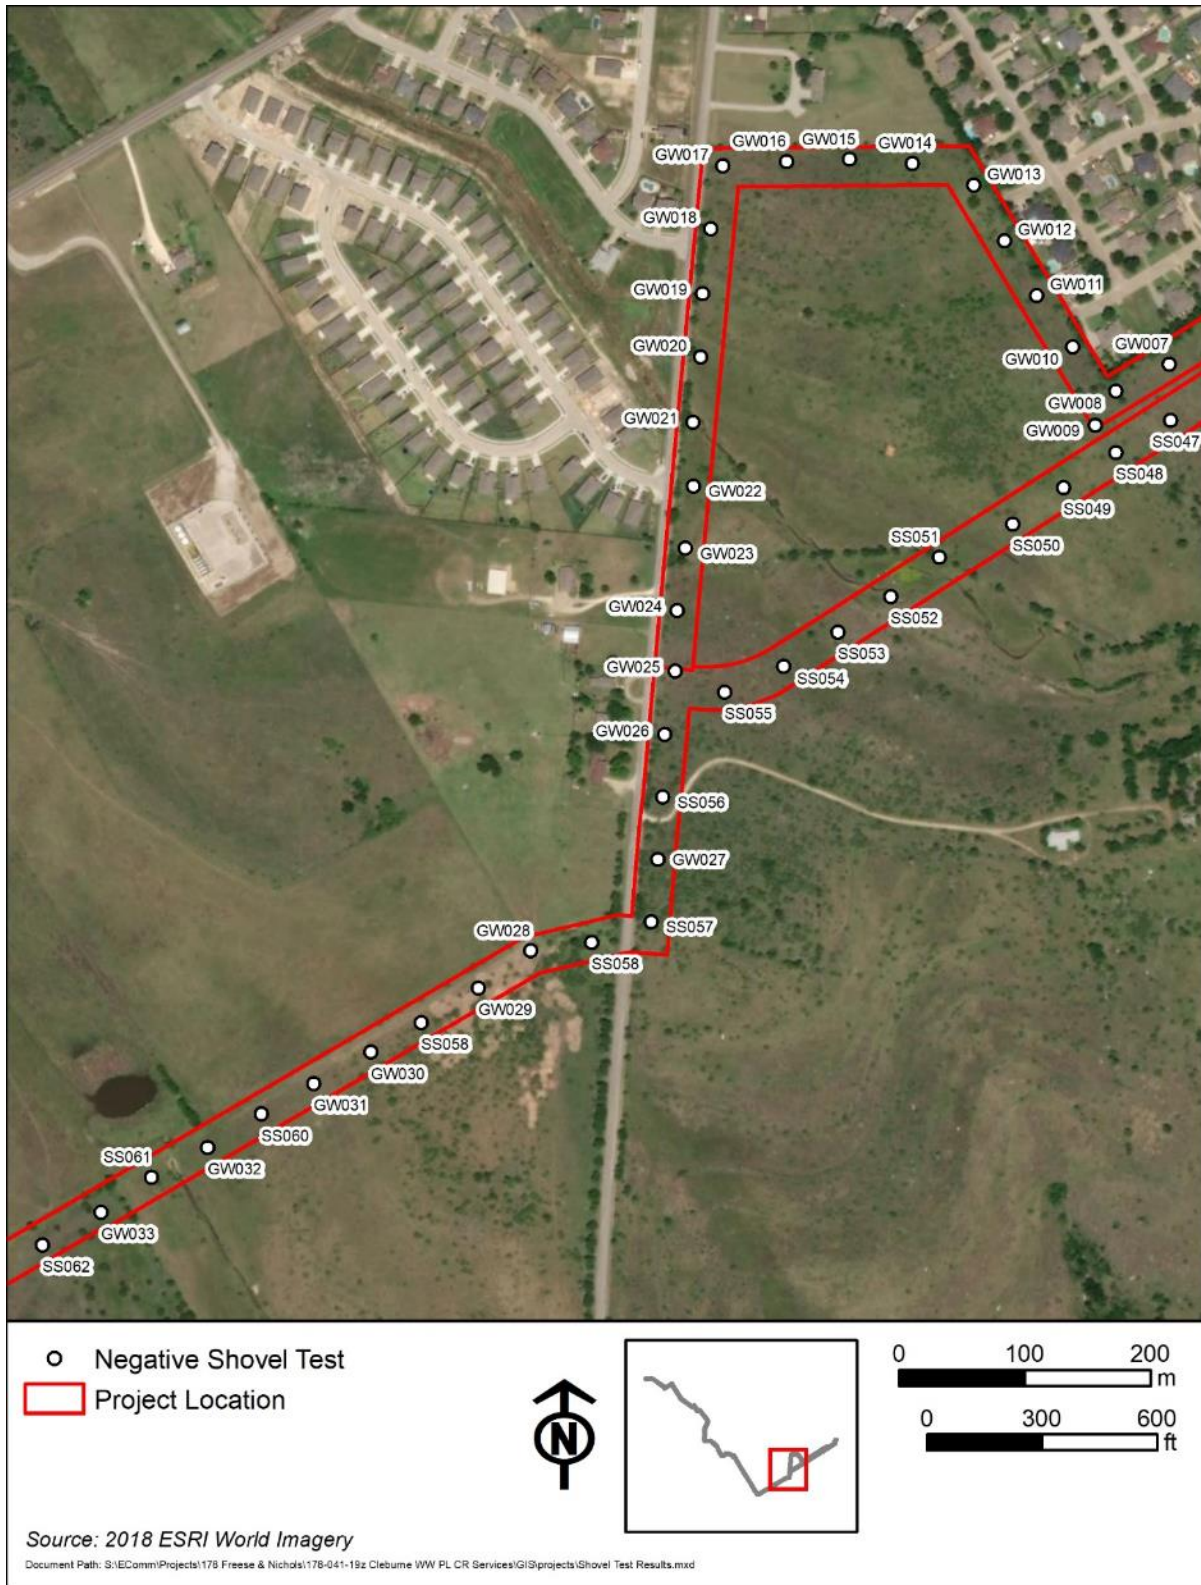 GW017
GW016
GW015
GW014
GW013
GW018
GW012
GW019
GW011
GW020
GW010
GW007
GW008
GW021
GW009
SS047
SS048
GW022
SS049
SS050
SS051
GW023
SS052
GW024
SS053
GW025
SS054
SS055
GW026
SS056
GW027
GW028
SS057
SS058
GW029
SS058
GW030
GW031
SS060
SS061
GW032
GW033
SS062
Negative Shovel Test
Project Location
N
0 100 200
m
0 300 600
ft
Source: 2018 ESRI World Imagery
Document Path: S:\EComm\Projects\178 Freese & Nichols\178-041-19z Cleburne WW PL CR Services\GIS\projects\Shovel Test Results.mxd